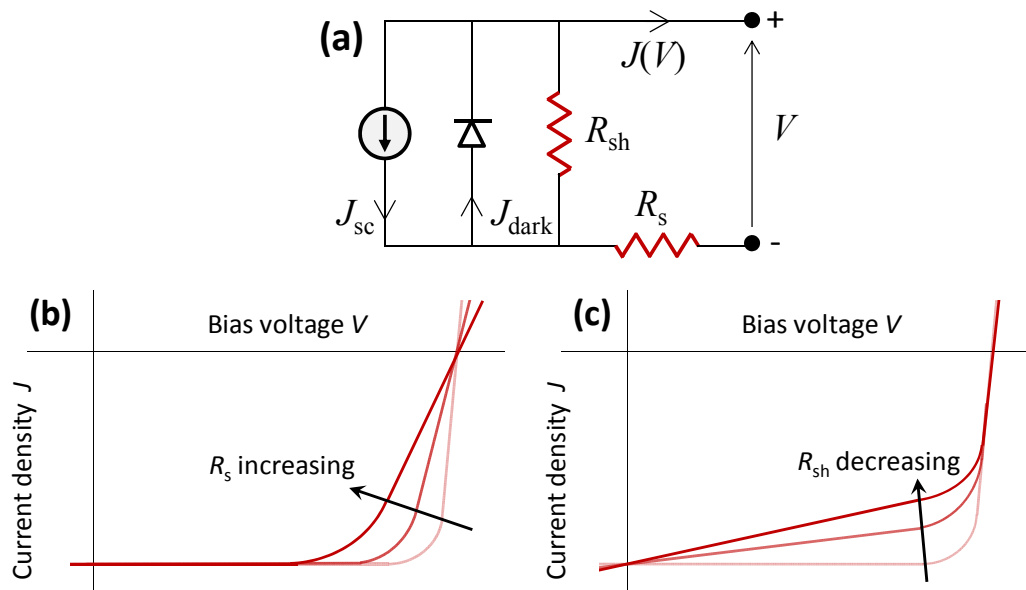 (a)
J(V)
+
V
R_sh
J_sc
J_dark
R_s
-
(b)
Bias voltage V
Current density J
R_s increasing
(c)
Bias voltage V
Current density J
R_sh decreasing